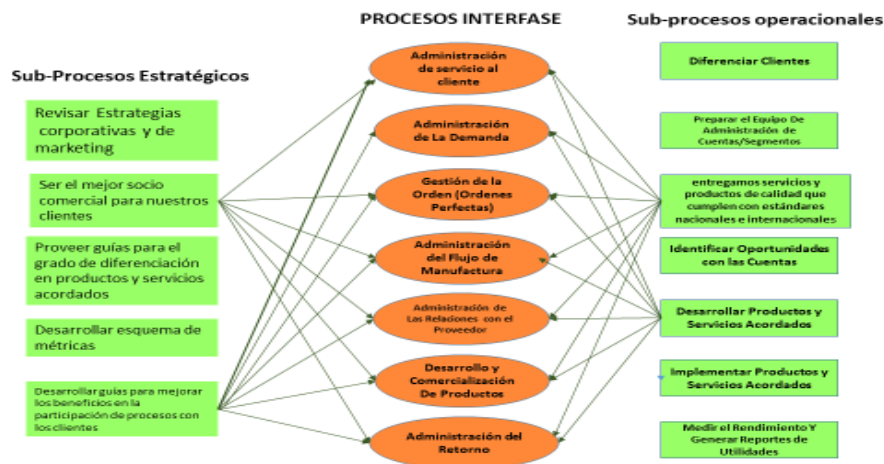 PROCESOS INTERFASE
Sub-procesos operacionales
Sub-Procesos Estratégicos
Revisar Estrategias
corporativas y de
marketing
Ser el mejor socio
comercial para nuestros
clientes
Proveer guías para el
grado de diferenciación
en productos y servicios
acordados
Desarrollar esquema de
métricas
Desarrollar guías para mejorar
los beneficios en la
participación de procesos con
los clientes
Administración
de servicio al
cliente
Administración
de La Demanda
Gestión de la
Orden (Ordenes
Perfectas)
Administración
del Flujo de
Manufactura
Administración de
Las Relaciones con el
Proveedor
Desarrollo y
Comercialización
De Productos
Administración del
Retorno
Diferenciar Clientes
Preparar el Equipo De
Administración de
Cuentas/Segmentos
entregamos servicios y
productos de calidad que
cumplen con estándares
nacionales e internacionales
Identificar Oportunidades
con las Cuentas
Desarrollar Productos y
Servicios Acordados
Implementar Productos y
Servicios Acordados
Medir el Rendimiento Y
Generar Reportes de
Utilidades